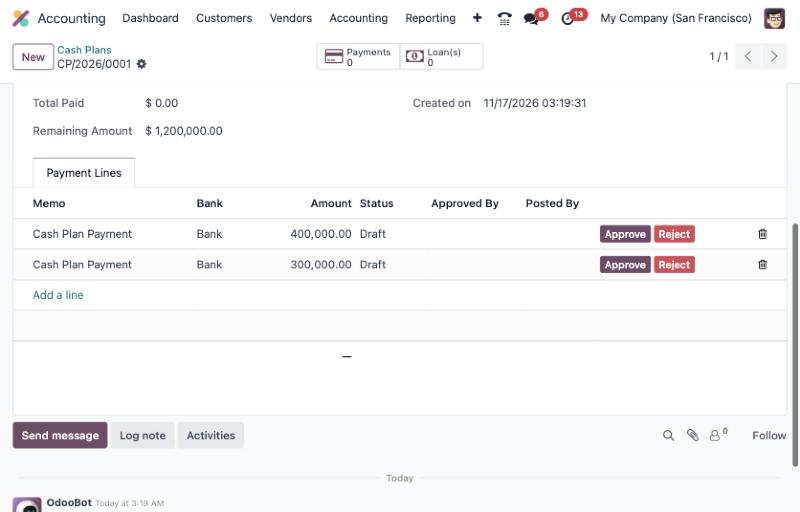 Accounting Dashboard Customers Vendors Accounting Reporting 6 13 My Company (San Francisco)
New Cash Plans Payments Loan(s)
CP/2026/0001 0 0 1 / 1
Total Paid $ 0.00 Created on 11/17/2026 03:19:31
Remaining Amount $ 1,200,000.00
Payment Lines
Memo Bank Amount Status Approved By Posted By
Cash Plan Payment Bank 400,000.00 Draft Approve Reject
Cash Plan Payment Bank 300,000.00 Draft Approve Reject
Add a line
—
Send message Log note Activities 0 Follow
Today
OdooBot Today at 3:19 AM